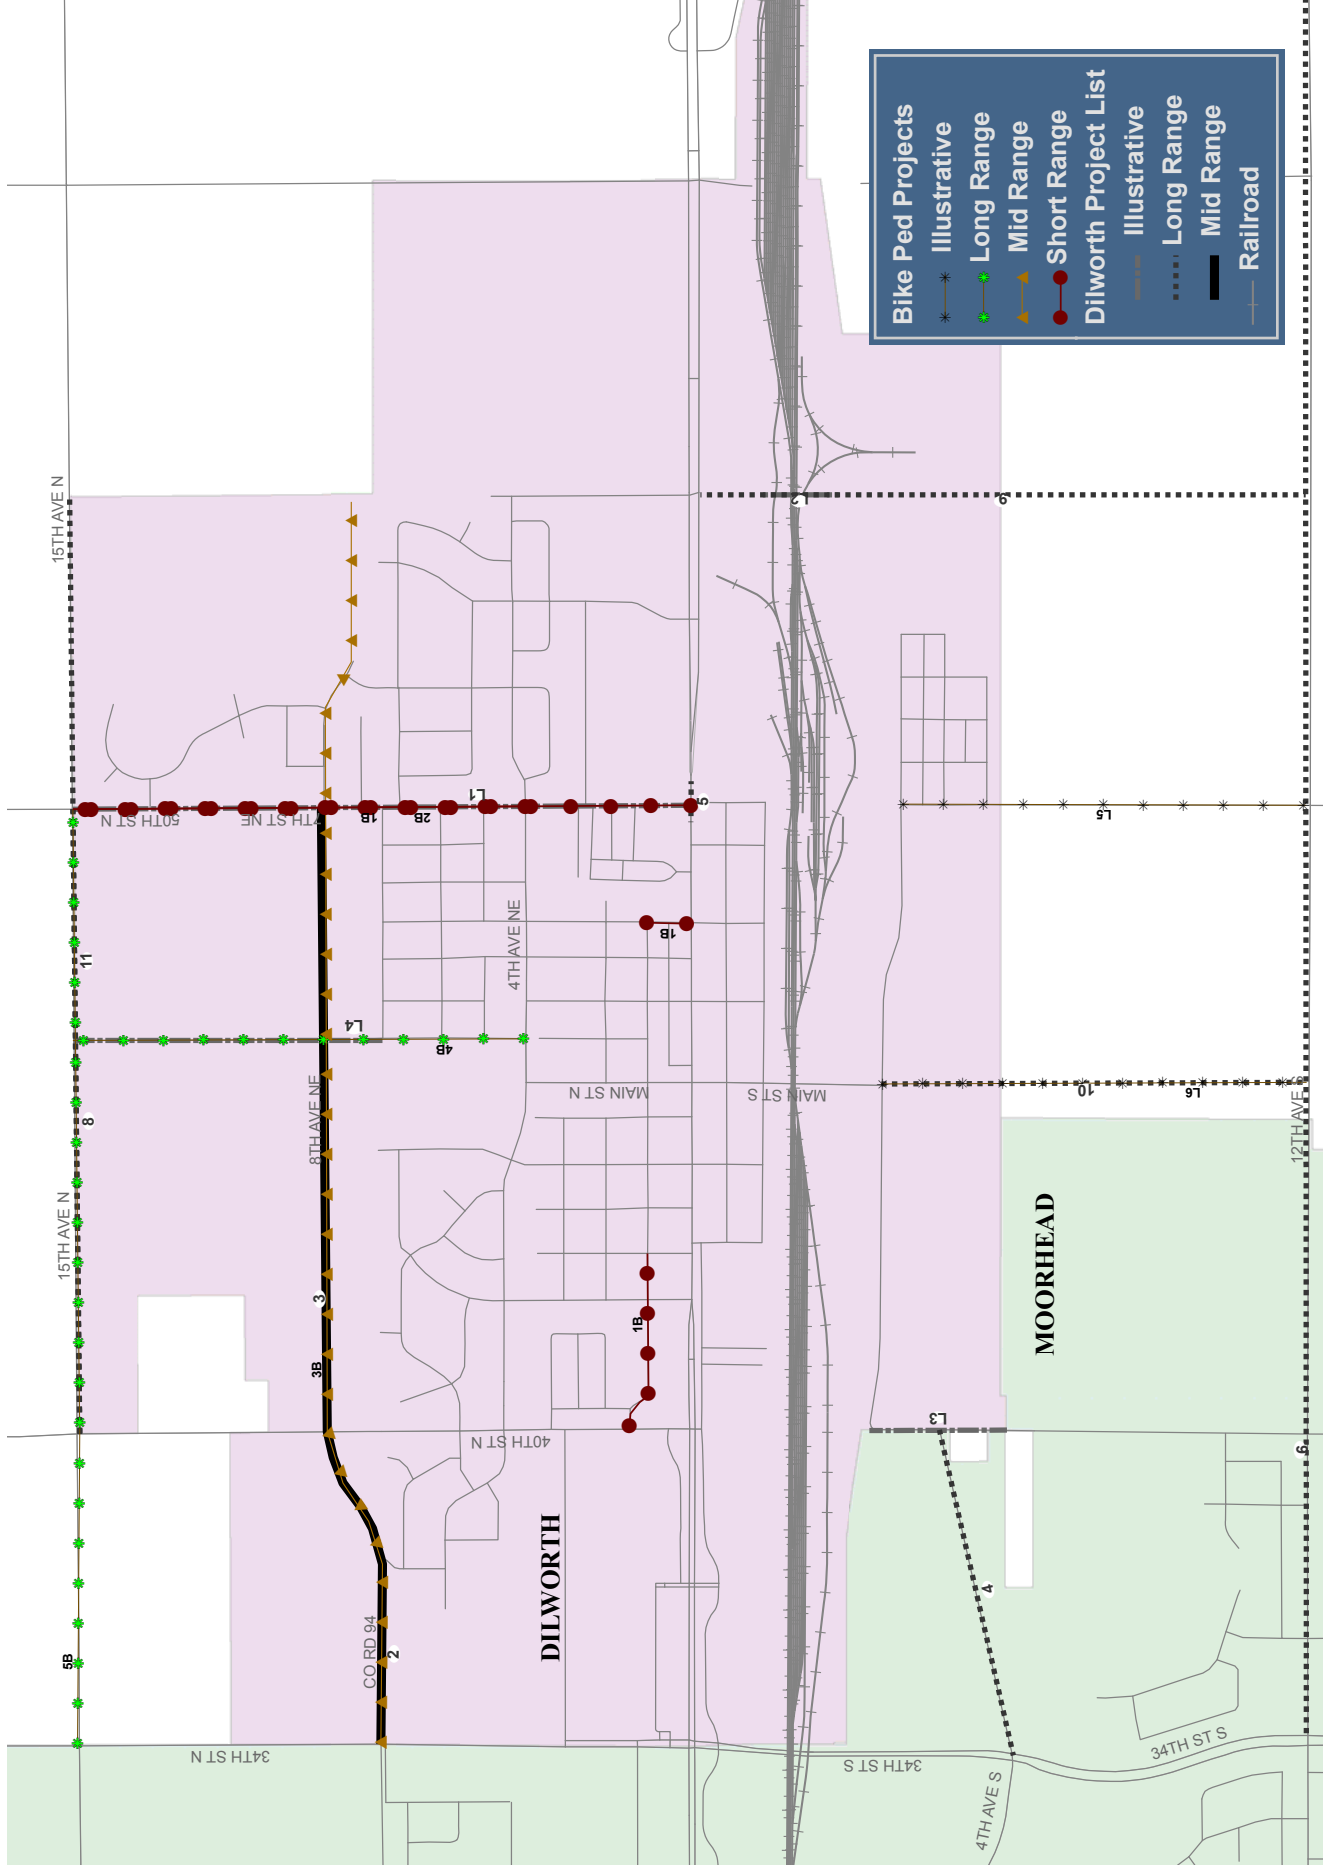 15TH AVE N
15TH AVE N
5B
8
11
34TH ST N
CO RD 94
2
3B
3
8TH AVE NE
L4
4B
50TH ST N
7TH ST NE
1B
2B
L1
40TH ST N
4TH AVE NE
DILWORTH
1B
MAIN ST N
1B
5
34TH ST S
MAIN ST S
L2
L3
4
9
4TH AVE S
MOORHEAD
10
L6
L5
34TH ST S
6
12TH AVE S
Bike Ped Projects
Illustrative
Long Range
Mid Range
Short Range
Dilworth Project List
Illustrative
Long Range
Mid Range
Railroad